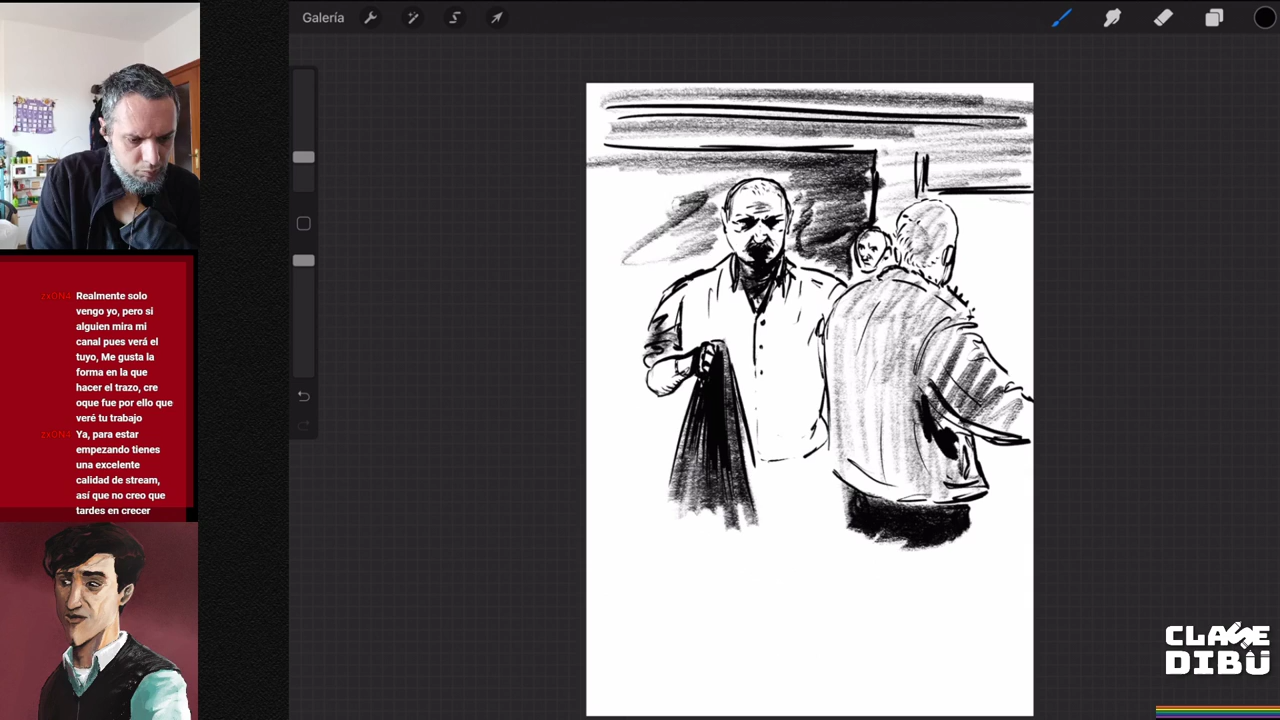 Galería
zxON4 Realmente solo
vengo yo, pero si
alguien mira mi
canal pues verá el
tuyo, Me gusta la
forma en la que
hacer el trazo, cre
oque fue por ello que
veré tu trabajo
zxON4 Ya, para estar
empezando tienes
una excelente
calidad de stream,
así que no creo que
tardes en crecer
CLASE
DIBU